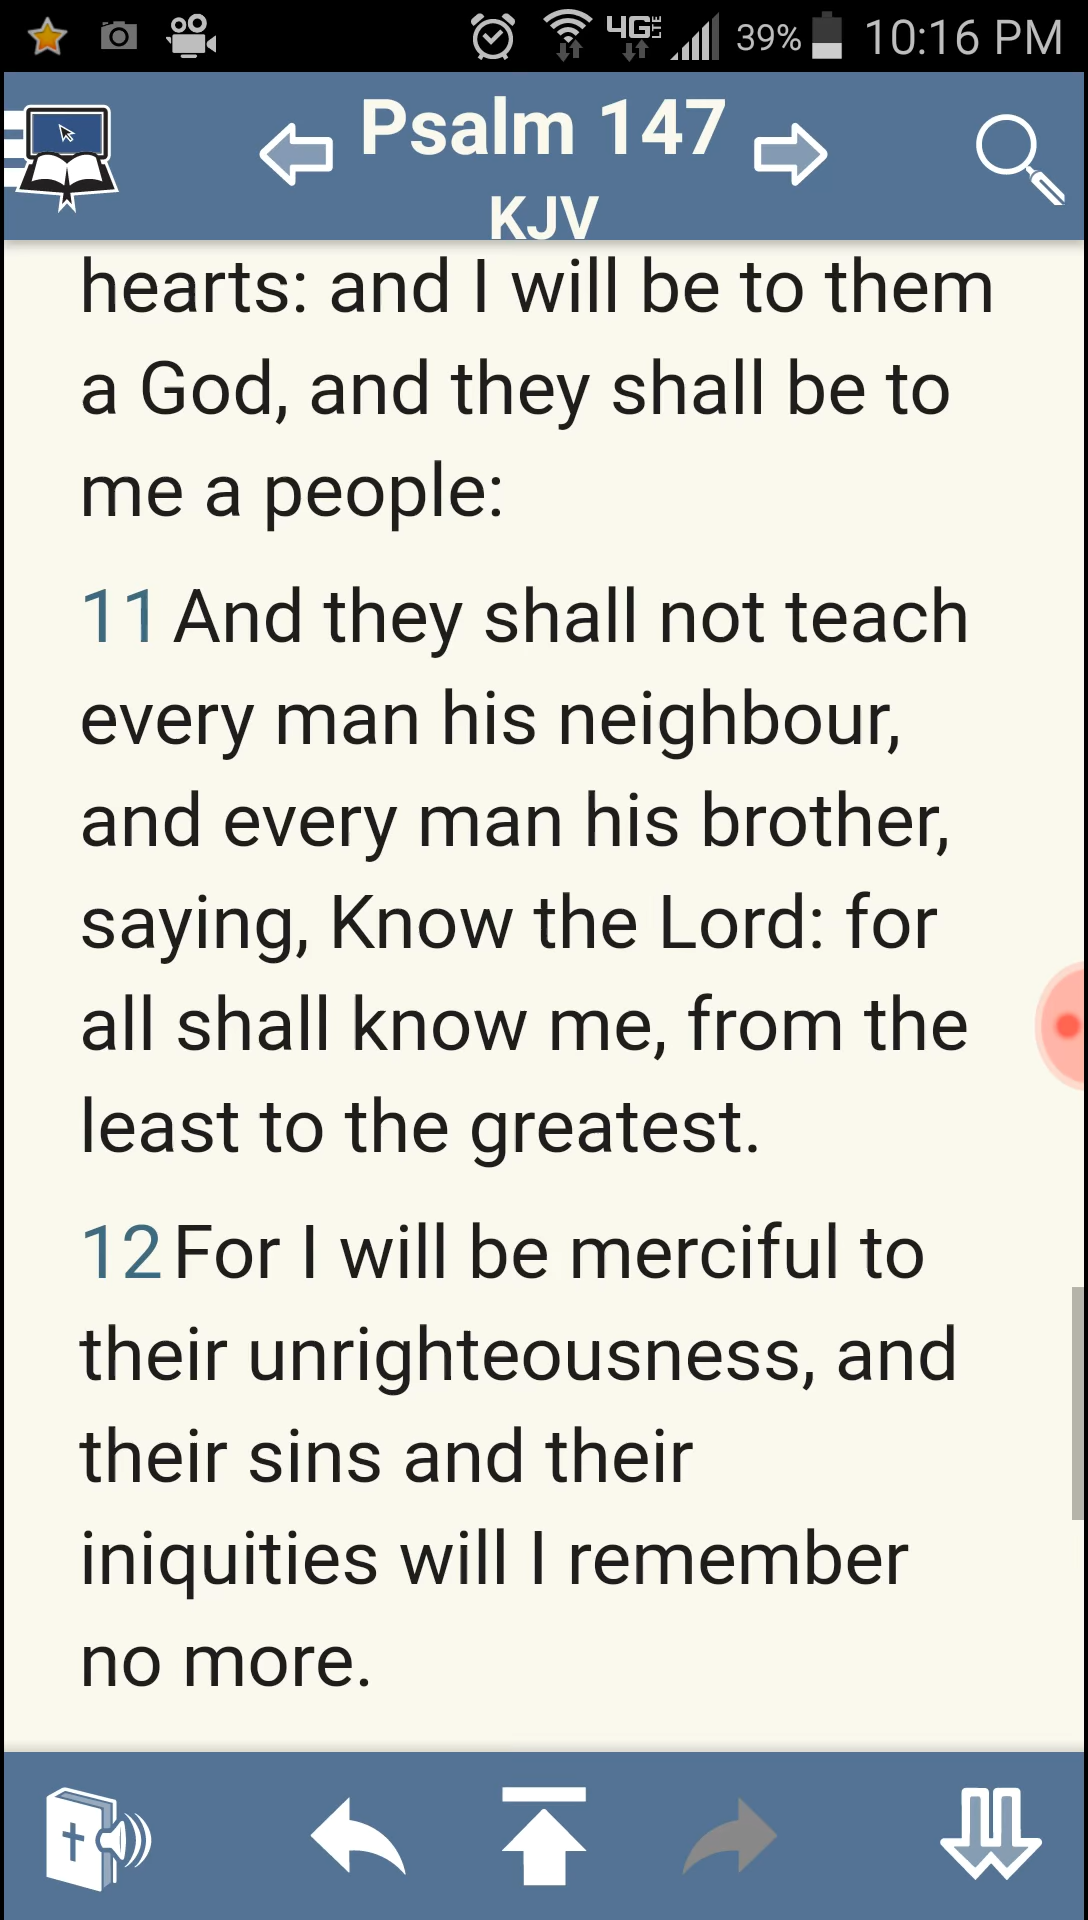 4G LTE 39% 10:16 PM
Psalm 147
KJV
hearts: and I will be to them
a God, and they shall be to
me a people:
11 And they shall not teach
every man his neighbour,
and every man his brother,
saying, Know the Lord: for
all shall know me, from the
least to the greatest.
12 For I will be merciful to
their unrighteousness, and
their sins and their
iniquities will I remember
no more.